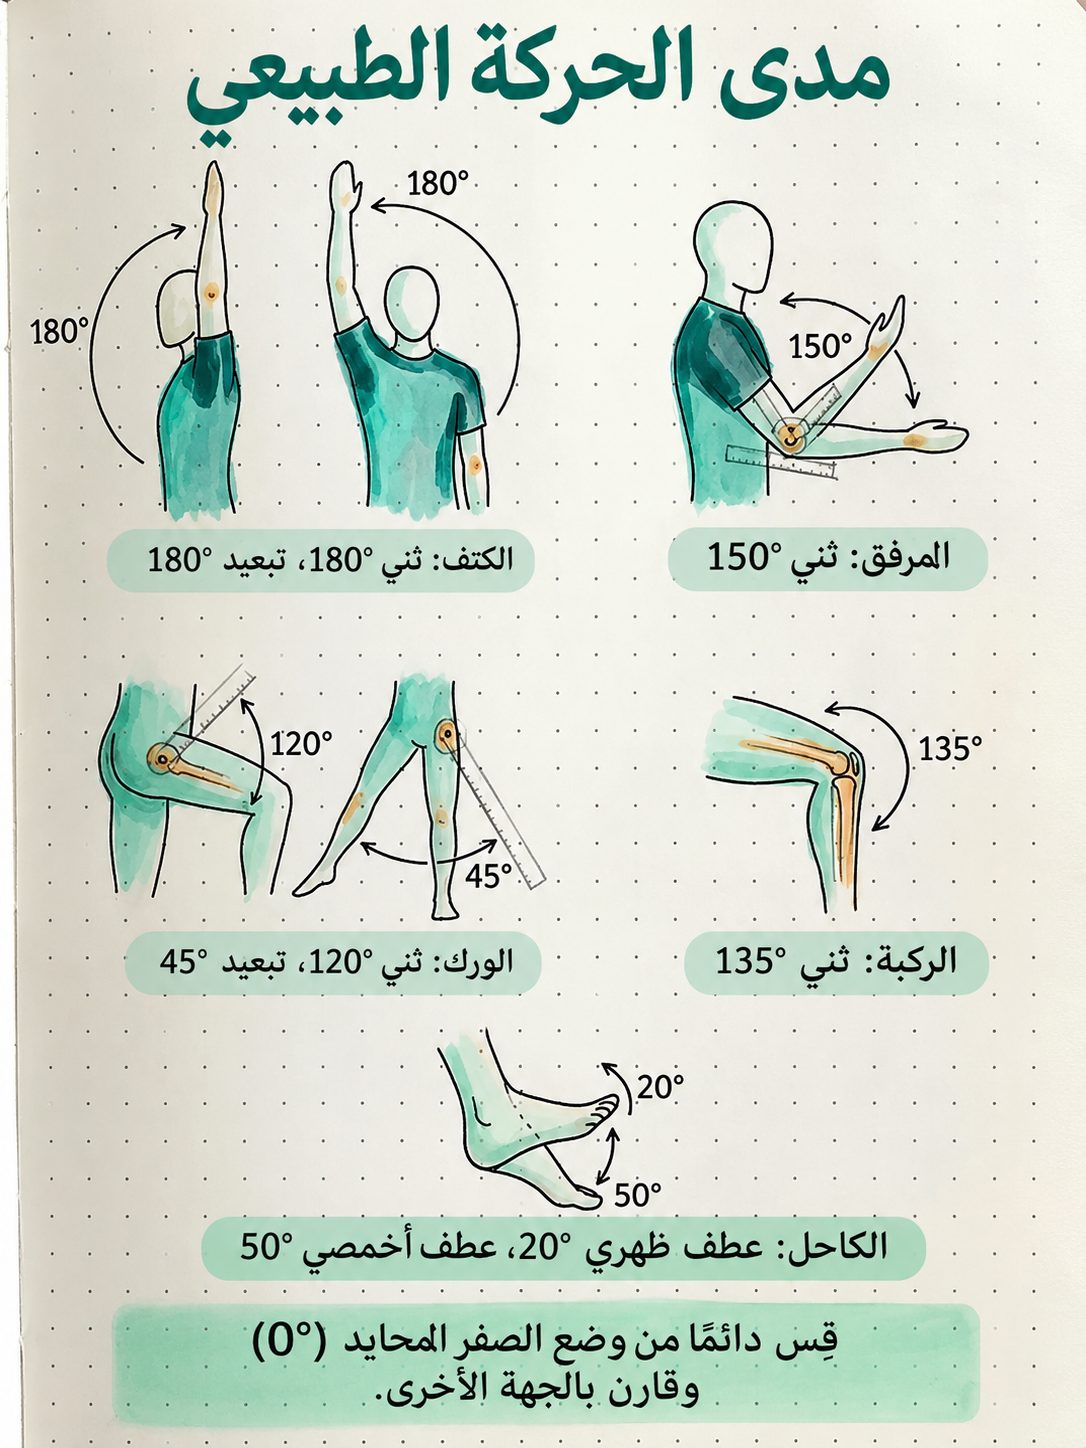 مدى الحركة الطبيعي
180°
180°
150°
الكتف: ثني 180°، تبعيد 180°
المرفق: ثني 150°
120°
45°
135°
الورك: ثني 120°، تبعيد 45°
الركبة: ثني 135°
20°
50°
الكاحل: عطف ظهري 20°، عطف أخمصي 50°
قِس دائمًا من وضع الصفر المحايد (0°)
وقارن بالجهة الأخرى.